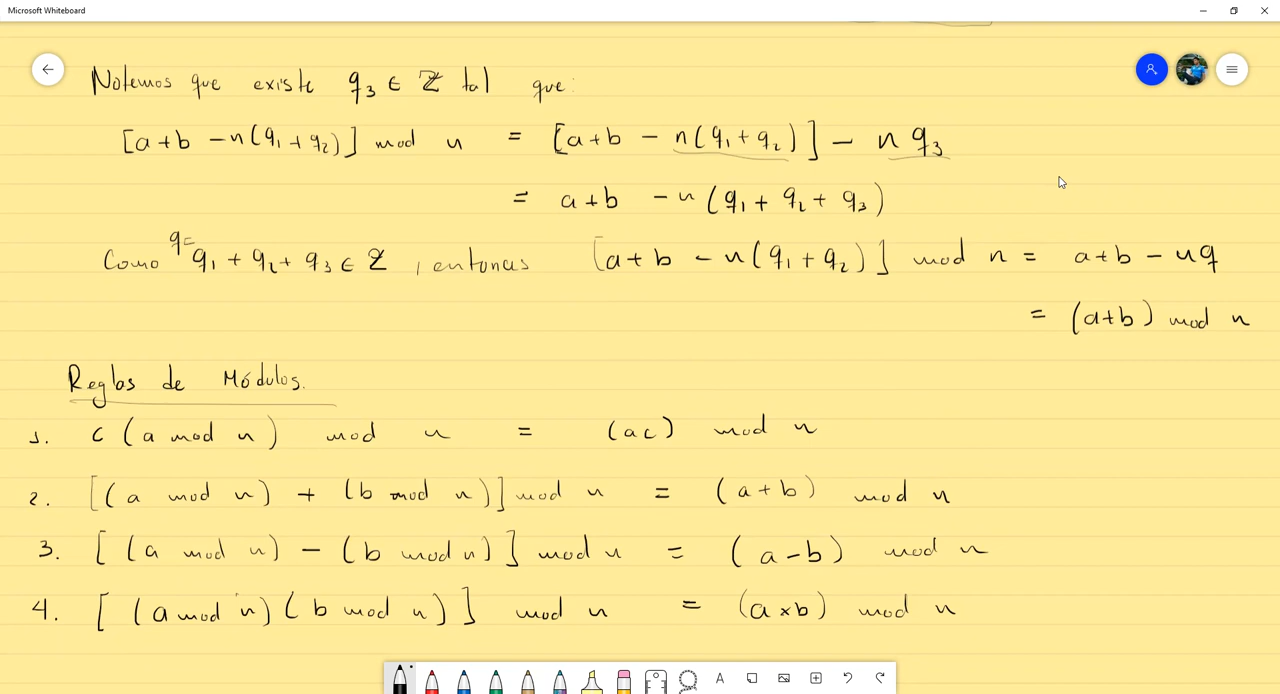 Microsoft Whiteboard
Notemos que existe q₃ ∈ ℤ tal que:
[a+b - n(q₁ + q₂)] mod n = [a+b - n(q₁ + q₂)] - n q₃
= a+b - n(q₁ + q₂ + q₃)
Como q= q₁ + q₂ + q₃ ∈ ℤ, entonces [a+b - n(q₁ + q₂)] mod n = a+b - nq
= (a+b) mod n
Reglas de Módulos.
1. c (a mod n) mod n = (ac) mod n
2. [(a mod n) + (b mod n)] mod n = (a+b) mod n
3. [(a mod n) - (b mod n)] mod n = (a-b) mod n
4. [(a mod n)(b mod n)] mod n = (a×b) mod n